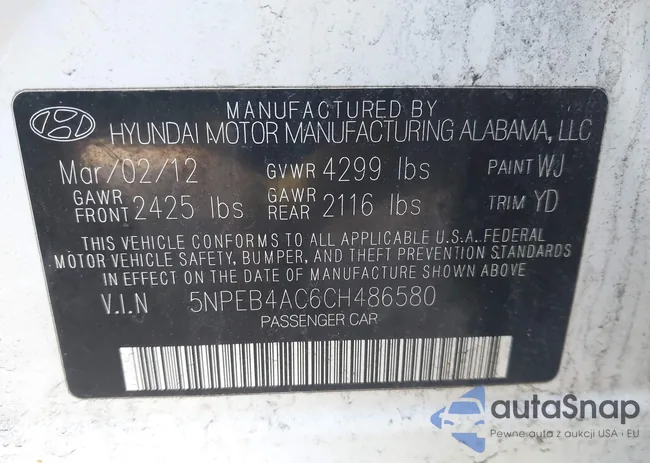 MANUFACTURED BY
HYUNDAI MOTOR MANUFACTURING ALABAMA, LLC
Mar/02/12 GVWR 4299 lbs PAINT WJ
GAWR FRONT 2425 lbs GAWR REAR 2116 lbs TRIM YD
THIS VEHICLE CONFORMS TO ALL APPLICABLE U.S.A. FEDERAL
MOTOR VEHICLE SAFETY, BUMPER, AND THEFT PREVENTION STANDARDS
IN EFFECT ON THE DATE OF MANUFACTURE SHOWN ABOVE
V.I.N 5NPEB4AC6CH486580
PASSENGER CAR
autaSnap
Pewne auta z aukcji USA i EU